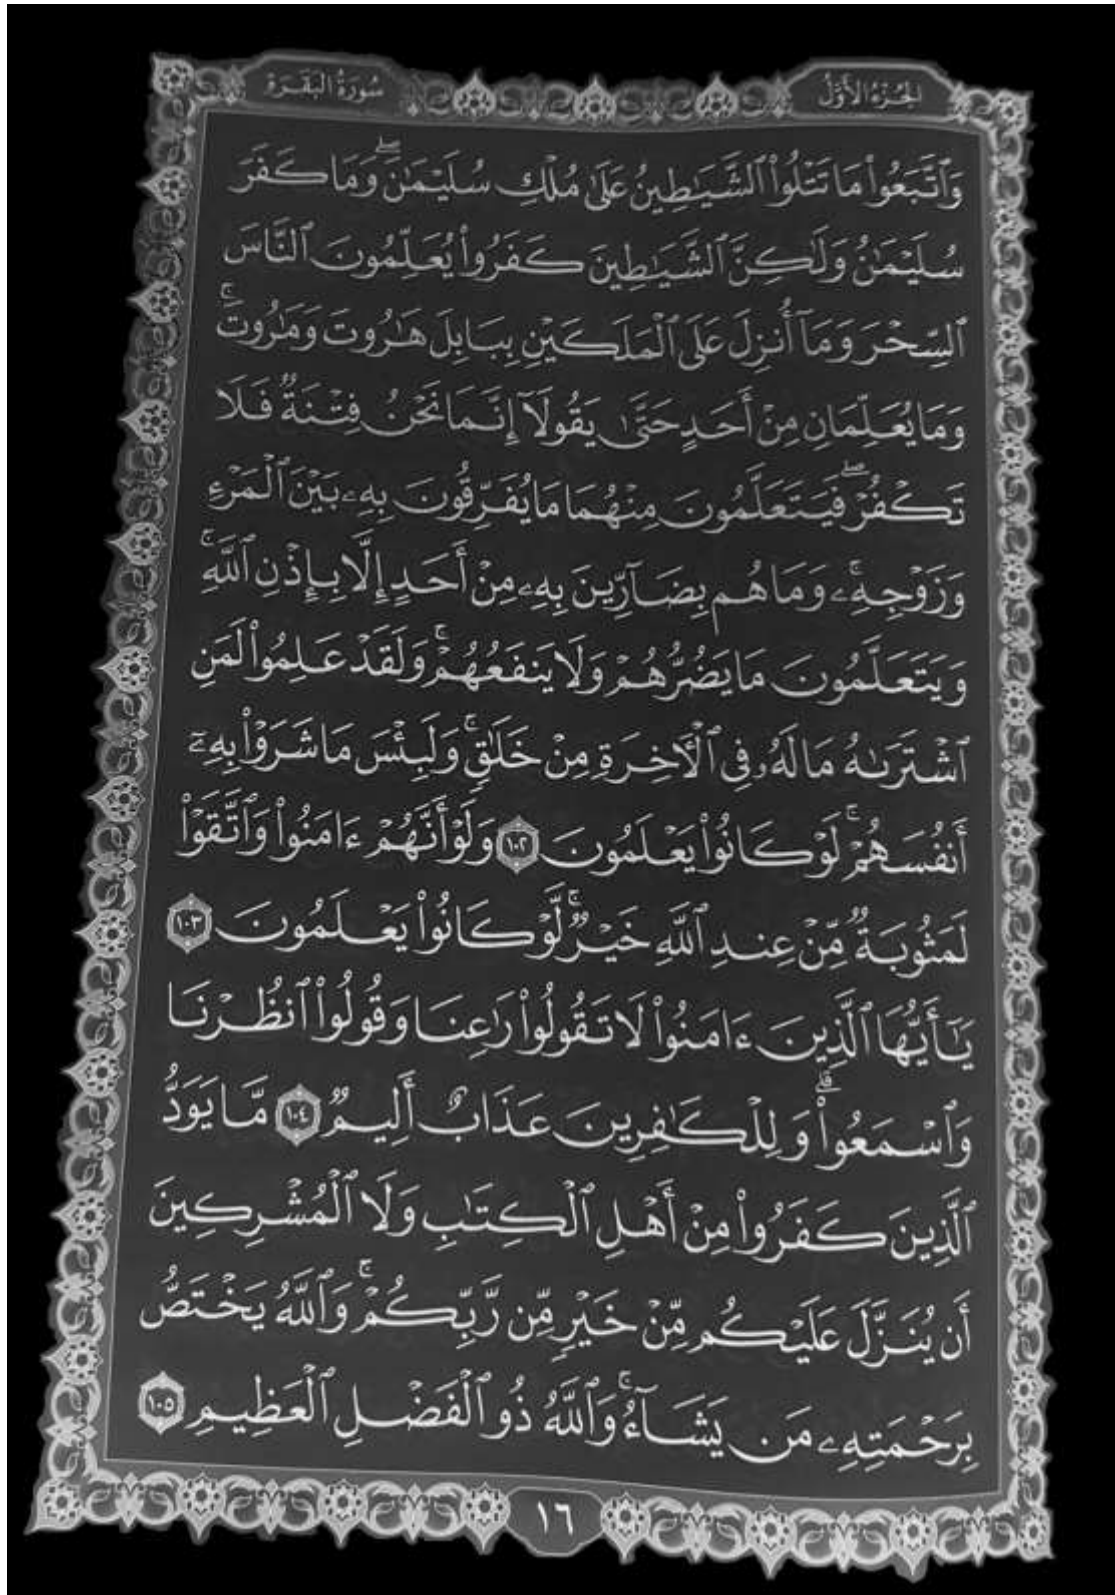 الجُزْءُ الأَوَّلُ
سُورَةُ البَقَرَةِ
وَٱتَّبَعُوا۟ مَا تَتْلُوا۟ ٱلشَّيَـٰطِينُ عَلَىٰ مُلْكِ سُلَيْمَـٰنَ ۖ وَمَا كَفَرَ
سُلَيْمَـٰنُ وَلَـٰكِنَّ ٱلشَّيَـٰطِينَ كَفَرُوا۟ يُعَلِّمُونَ ٱلنَّاسَ
ٱلسِّحْرَ وَمَآ أُنزِلَ عَلَى ٱلْمَلَكَيْنِ بِبَابِلَ هَـٰرُوتَ وَمَـٰرُوتَ ۚ
وَمَا يُعَلِّمَانِ مِنْ أَحَدٍ حَتَّىٰ يَقُولَآ إِنَّمَا نَحْنُ فِتْنَةٌ فَلَا
تَكْفُرْ ۖ فَيَتَعَلَّمُونَ مِنْهُمَا مَا يُفَرِّقُونَ بِهِۦ بَيْنَ ٱلْمَرْءِ
وَزَوْجِهِۦ ۚ وَمَا هُم بِضَآرِّينَ بِهِۦ مِنْ أَحَدٍ إِلَّا بِإِذْنِ ٱللَّهِ ۚ
وَيَتَعَلَّمُونَ مَا يَضُرُّهُمْ وَلَا يَنفَعُهُمْ ۚ وَلَقَدْ عَلِمُوا۟ لَمَنِ
ٱشْتَرَىٰهُ مَا لَهُۥ فِى ٱلْـَٔاخِرَةِ مِنْ خَلَـٰقٍ ۚ وَلَبِئْسَ مَا شَرَوْا۟ بِهِۦٓ
أَنفُسَهُمْ ۚ لَوْ كَانُوا۟ يَعْلَمُونَ ١٠٢ وَلَوْ أَنَّهُمْ ءَامَنُوا۟ وَٱتَّقَوْا۟
لَمَثُوبَةٌ مِّنْ عِندِ ٱللَّهِ خَيْرٌ ۚ لَّوْ كَانُوا۟ يَعْلَمُونَ ١٠٣
يَـٰٓأَيُّهَا ٱلَّذِينَ ءَامَنُوا۟ لَا تَقُولُوا۟ رَٰعِنَا وَقُولُوا۟ ٱنظُرْنَا
وَٱسْمَعُوا۟ ۗ وَلِلْكَـٰفِرِينَ عَذَابٌ أَلِيمٌ ١٠٤ مَّا يَوَدُّ
ٱلَّذِينَ كَفَرُوا۟ مِنْ أَهْلِ ٱلْكِتَـٰبِ وَلَا ٱلْمُشْرِكِينَ
أَن يُنَزَّلَ عَلَيْكُم مِّنْ خَيْرٍ مِّن رَّبِّكُمْ ۚ وَٱللَّهُ يَخْتَصُّ
بِرَحْمَتِهِۦ مَن يَشَآءُ ۚ وَٱللَّهُ ذُو ٱلْفَضْلِ ٱلْعَظِيمِ ١٠٥
١٦